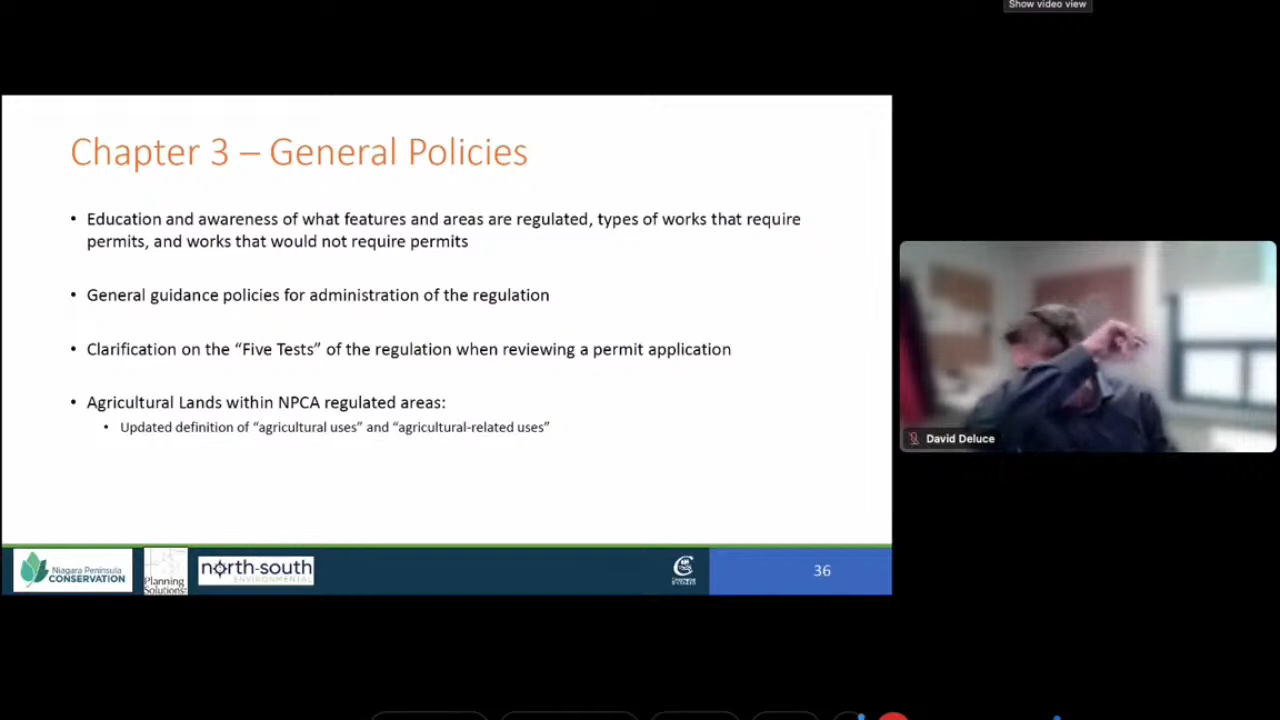 Show video view
Chapter 3 – General Policies
• Education and awareness of what features and areas are regulated, types of works that require
permits, and works that would not require permits
• General guidance policies for administration of the regulation
• Clarification on the “Five Tests” of the regulation when reviewing a permit application
• Agricultural Lands within NPCA regulated areas:
• Updated definition of “agricultural uses” and “agricultural-related uses”
David Deluce
Niagara Peninsula
CONSERVATION
Planning
Solutions
north-south
ENVIRONMENTAL
36